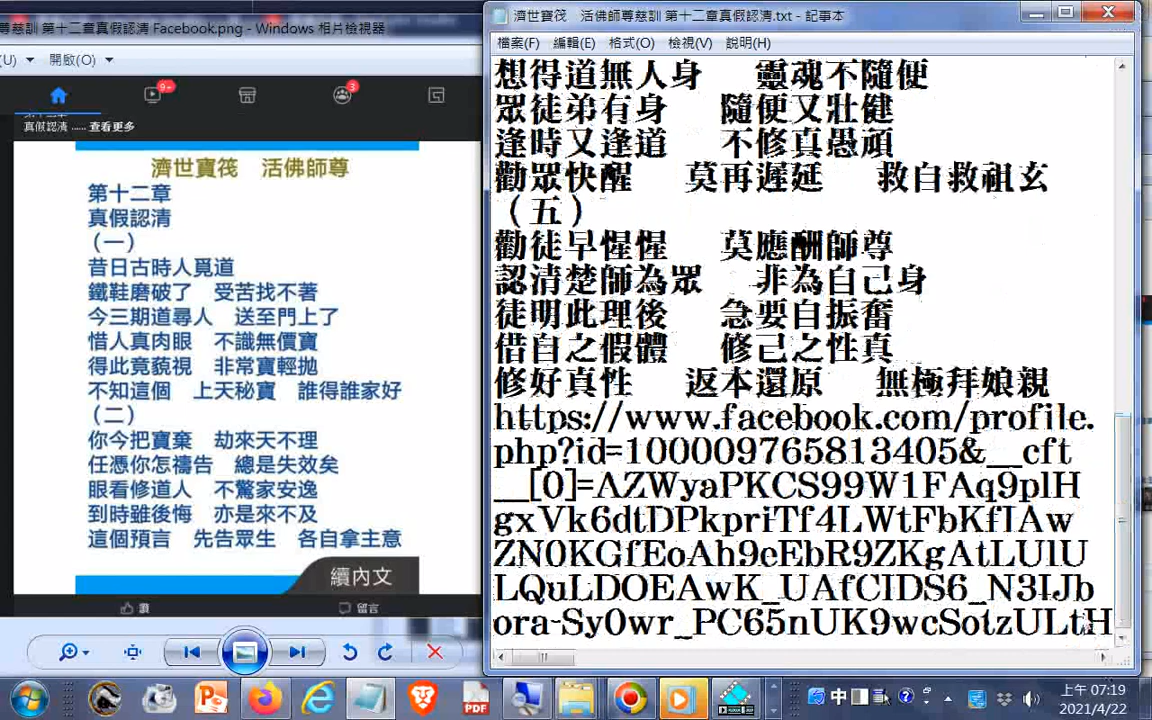 尊慈訓 第十二章真假認清 Facebook.png - Windows 相片檢視器
(U) 開啟(O)
9+
3
真假認清 ...... 查看更多
濟世寶筏 活佛師尊
第十二章
真假認清
(一)
昔日古時人覓道
鐵鞋磨破了 受苦找不著
今三期道尋人 送至門上了
惜人真肉眼 不識無價寶
得此竟藐視 非常寶輕拋
不知這個 上天秘寶 誰得誰家好
(二)
你今把寶棄 劫來天不理
任憑你怎禱告 總是失效矣
眼看修道人 不驚家安逸
到時雖後悔 亦是來不及
這個預言 先告眾生 各自拿主意
續內文
讚 留言
濟世寶筏 活佛師尊慈訓 第十二章真假認清.txt - 記事本
檔案(F) 編輯(E) 格式(O) 檢視(V) 說明(H)
想得道無人身 靈魂不隨便
眾徒弟有身 隨便又壯健
逢時又逢道 不修真愚頑
勸眾快醒 莫再遲延 救自救祖玄
(五)
勸徒早惺惺 莫應酬師尊
認清楚師為眾 非為自己身
徒明此理後 急要自振奮
借自之假體 修己之性真
修好真性 返本還原 無極拜娘親
https://www.facebook.com/profile.
php?id=100009765813405&__cft
__[0]=AZWyaPKCS99W1FAq9plH
gxVk6dtDPkpriTf4LWtFbKfIAw
ZN0KGfEoAh9eEbR9ZKgAtLUlU
LQuLDOEAwK_UAfCIDS6_N3IJb
ora-Sy0wr_PC65nUK9wcSotzULtH
PDF
中
上午 07:19
2021/4/22